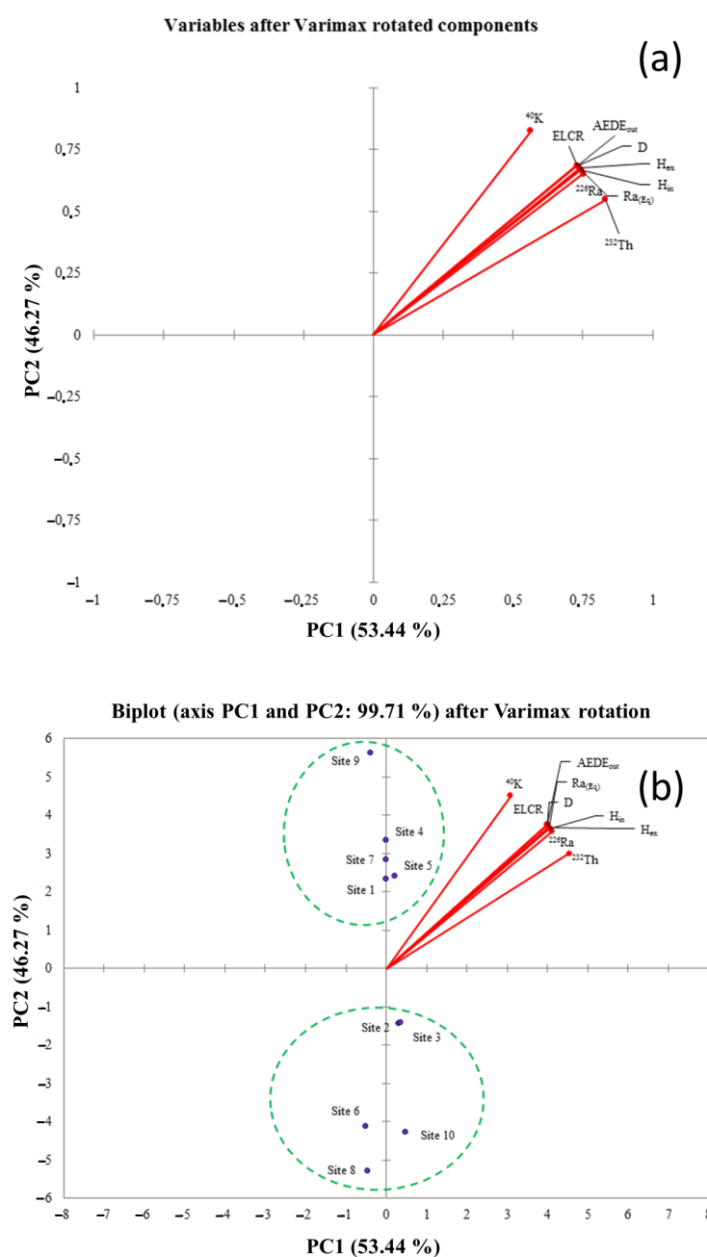 Variables after Varimax rotated components
(a)
1
0.75
0.5
0.25
0
−0.25
−0.5
−0.75
−1
PC2 (46.27 %)
⁴⁰K
ELCR
AEDEₒᵤₜ
D
Hₑₓ
Hᵢₙ
²²⁶Ra
Ra(Eq)
²³²Th
−1 −0.75 −0.5 −0.25 0 0.25 0.5 0.75 1
PC1 (53.44 %)
Biplot (axis PC1 and PC2: 99.71 %) after Varimax rotation
(b)
6
5
4
3
2
1
0
−1
−2
−3
−4
−5
−6
PC2 (46.27 %)
Site 9
Site 4
Site 7
Site 5
Site 1
⁴⁰K
AEDEₒᵤₜ
Ra(Eq)
ELCR
D
Hᵢₙ
Hₑₓ
²²⁶Ra
²³²Th
Site 2
Site 3
Site 6
Site 10
Site 8
−8 −7 −6 −5 −4 −3 −2 −1 0 1 2 3 4 5 6 7 8
PC1 (53.44 %)